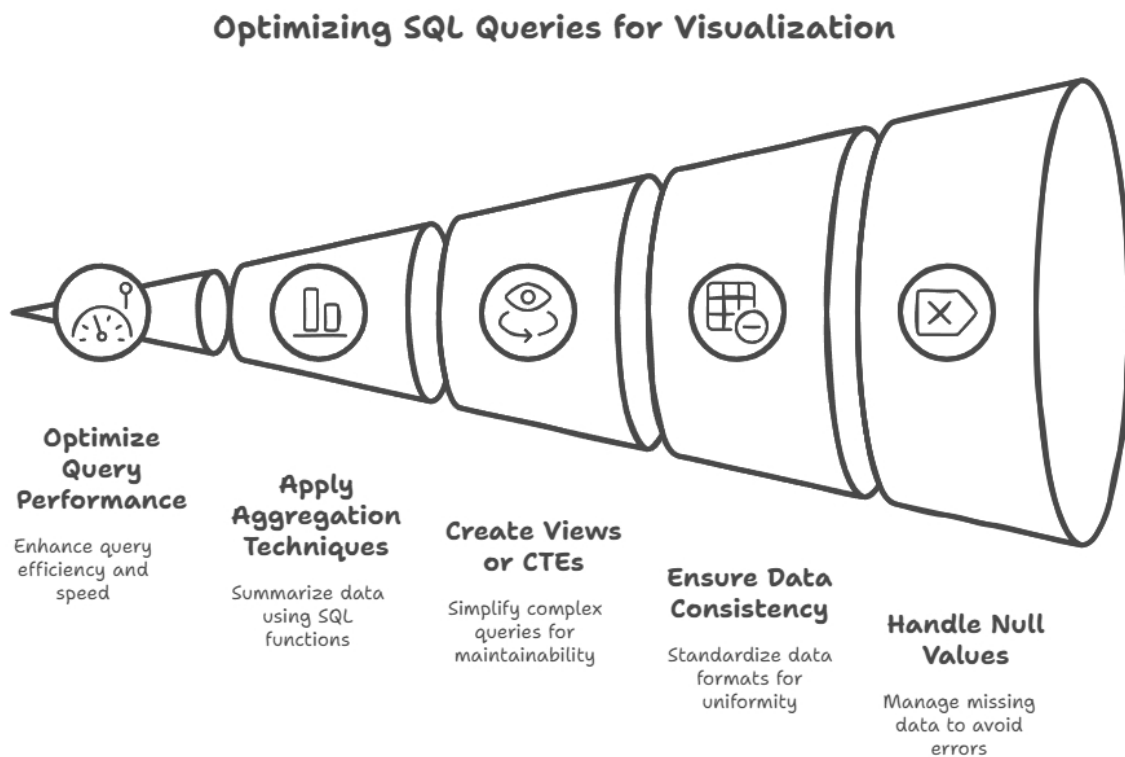 Optimizing SQL Queries for Visualization
Optimize
Query
Performance
Enhance query
efficiency and
speed
Apply
Aggregation
Techniques
Summarize data
using SQL
functions
Create Views
or CTEs
Simplify complex
queries for
maintainability
Ensure Data
Consistency
Standardize data
formats for
uniformity
Handle Null
Values
Manage missing
data to avoid
errors